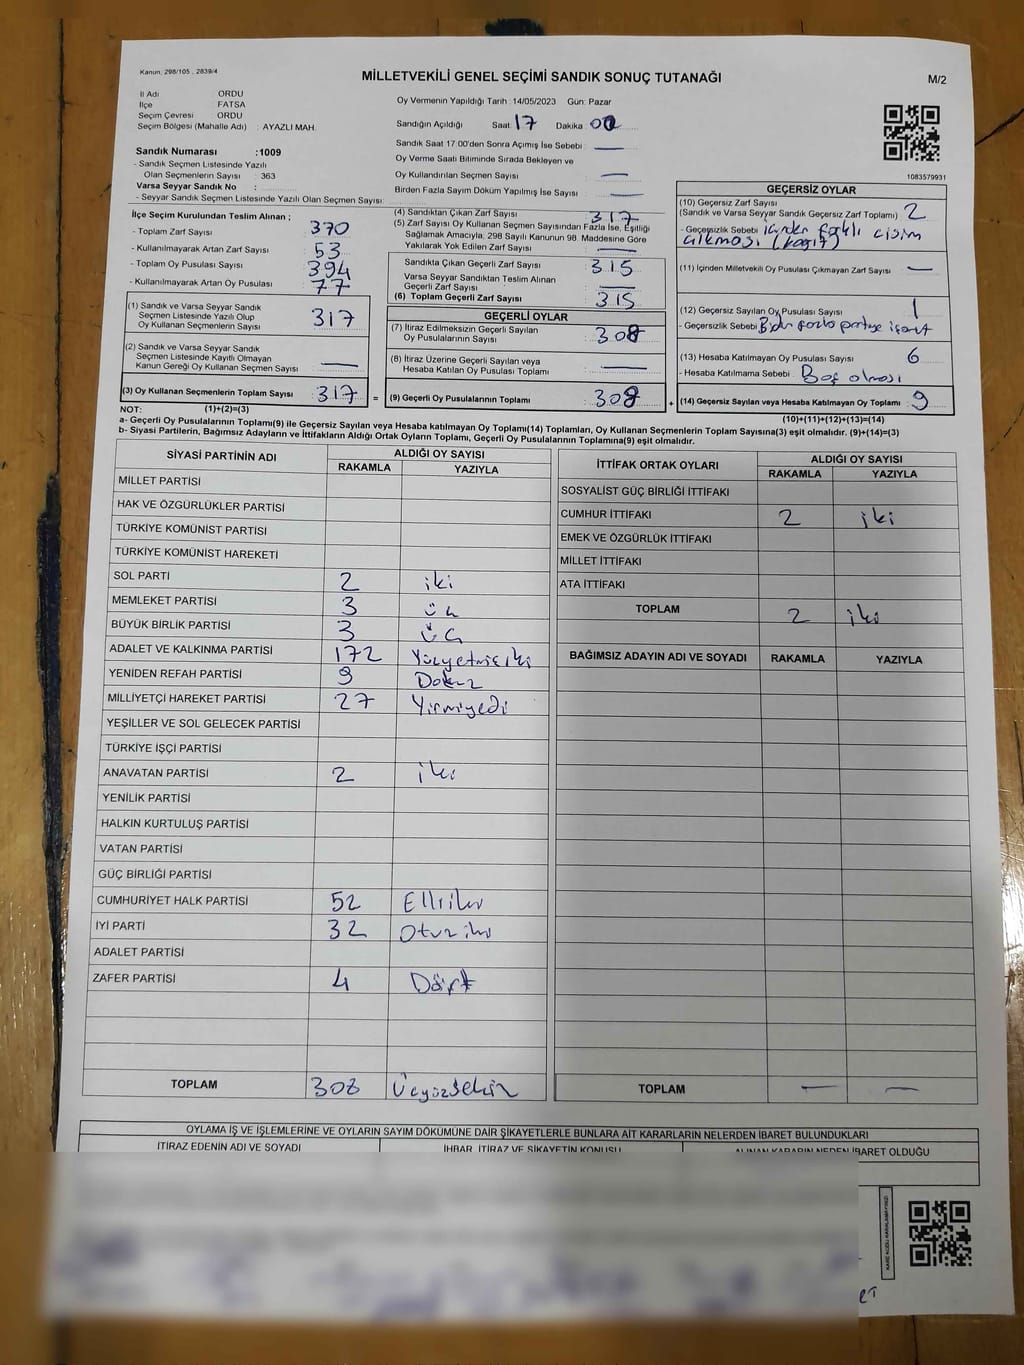 Kanun, 298/105 , 2839/4
MİLLETVEKİLİ GENEL SEÇİMİ SANDIK SONUÇ TUTANAĞI
M/2
İl Adı ORDU
İlçe FATSA
Seçim Çevresi ORDU
Seçim Bölgesi (Mahalle Adı) : AYAZLI MAH.
Sandık Numarası :1009
- Sandık Seçmen Listesinde Yazılı
Olan Seçmenlerin Sayısı : 363
Varsa Seyyar Sandık No :
- Seyyar Sandık Seçmen Listesinde Yazılı Olan Seçmen Sayısı:
Oy Vermenin Yapıldığı Tarih 14/05/2023 Gün: Pazar
Sandığın Açıldığı Saat: 17 Dakika: 00
Sandık Saat 17:00'den Sonra Açımış İse Sebebi : —
Oy Verme Saati Bitiminde Sırada Bekleyen ve
Oy Kullandırılan Seçmen Sayısı : —
Birden Fazla Sayım Döküm Yapılmış İse Sayısı : —
1083579931
İlçe Seçim Kurulundan Teslim Alınan ;
- Toplam Zarf Sayısı : 370
- Kullanılmayarak Artan Zarf Sayısı : 53
- Toplam Oy Pusulası Sayısı : 394
- Kullanılmayarak Artan Oy Pusulası : 77
(1) Sandık ve Varsa Seyyar Sandık
Seçmen Listesinde Yazılı Olup
Oy Kullanan Seçmenlerin Sayısı : 317
(2) Sandık ve Varsa Seyyar Sandık
Seçmen Listesinde Kayıtlı Olmayan
Kanun Gereği Oy Kullanan Seçmen Sayısı : —
(3) Oy Kullanan Seçmenlerin Toplam Sayısı : 317 =
(1)+(2)=(3)
(4) Sandıktan Çıkan Zarf Sayısı : 317
(5) Zarf Sayısı Oy Kullanan Seçmen Sayısından Fazla İse, Eşitliği
Sağlamak Amacıyla, 298 Sayılı Kanunun 98. Maddesine Göre
Yakılarak Yok Edilen Zarf Sayısı : —
Sandıkta Çıkan Geçerli Zarf Sayısı : 315
Varsa Seyyar Sandıktan Teslim Alınan
Geçerli Zarf Sayısı : —
(6) Toplam Geçerli Zarf Sayısı : 315
GEÇERLİ OYLAR
(7) İtiraz Edilmeksizin Geçerli Sayılan
Oy Pusulalarının Sayısı : 308
(8) İtiraz Üzerine Geçerli Sayılan veya
Hesaba Katılan Oy Pusulası Toplamı : —
(9) Geçerli Oy Pusulalarının Toplamı : 308 +
GEÇERSİZ OYLAR
(10) Geçersiz Zarf Sayısı
(Sandık ve Varsa Seyyar Sandık Geçersiz Zarf Toplamı) : 2
- Geçersizlik Sebebi : içinden farklı cisim
çıkması (kağıt)
(11) İçinden Milletvekili Oy Pusulası Çıkmayan Zarf Sayısı : —
(12) Geçersiz Sayılan Oy Pusulası Sayısı : 1
- Geçersizlik Sebebi : Birden fazla partiye işaret
(13) Hesaba Katılmayan Oy Pusulası Sayısı : 6
- Hesaba Katılmama Sebebi : Boş olması
(14) Geçersiz Sayılan veya Hesaba Katılmayan Oy Toplamı : 9
(10)+(11)+(12)+(13)=(14)
NOT:
a- Geçerli Oy Pusulaları Toplamı(9) ile Geçersiz Sayılan veya Hesaba katılmayan Oy Toplamı(14) Toplamları, Oy Kullanan Seçmenlerin Toplam Sayısına(3) eşit olmalıdır. (9)+(14)=(3)
b- Siyasi Partilerin, Bağımsız Adayların ve İttifakların Aldığı Ortak Oyların Toplamı, Geçerli Oy Pusulalarının Toplamına(9) eşit olmalıdır.
SİYASİ PARTİNİN ADI ALDIĞI OY SAYISI
RAKAMLA YAZIYLA
MİLLET PARTİSİ
HAK VE ÖZGÜRLÜKLER PARTİSİ
TÜRKİYE KOMÜNİST PARTİSİ
TÜRKİYE KOMÜNİST HAREKETİ
SOL PARTİ 2 iki
MEMLEKET PARTİSİ 3 üç
BÜYÜK BİRLİK PARTİSİ 3 üç
ADALET VE KALKINMA PARTİSİ 172 Yüzyetmişiki
YENİDEN REFAH PARTİSİ 9 Dokuz
MİLLİYETÇİ HAREKET PARTİSİ 27 Yirmiyedi
YEŞİLLER VE SOL GELECEK PARTİSİ
TÜRKİYE İŞÇİ PARTİSİ
ANAVATAN PARTİSİ 2 iki
YENİLİK PARTİSİ
HALKIN KURTULUŞ PARTİSİ
VATAN PARTİSİ
GÜÇ BİRLİĞİ PARTİSİ
CUMHURİYET HALK PARTİSİ 52 Elliiki
İYİ PARTİ 32 Otuziki
ADALET PARTİSİ
ZAFER PARTİSİ 4 Dört
TOPLAM 308 Üçyüzsekiz
İTTİFAK ORTAK OYLARI ALDIĞI OY SAYISI
RAKAMLA YAZIYLA
SOSYALİST GÜÇ BİRLİĞİ İTTİFAKI
CUMHUR İTTİFAKI 2 iki
EMEK VE ÖZGÜRLÜK İTTİFAKI
MİLLET İTTİFAKI
ATA İTTİFAKI
TOPLAM 2 iki
BAĞIMSIZ ADAYIN ADI VE SOYADI RAKAMLA YAZIYLA
TOPLAM — —
OYLAMA İŞ VE İŞLEMLERİNE VE OYLARIN SAYIM DÖKÜMÜNE DAİR ŞİKAYETLERLE BUNLARA AİT KARARLARIN NELERDEN İBARET BULUNDUKLARI
İTİRAZ EDENİN ADI VE SOYADI İHBAR, İTİRAZ VE ŞİKAYETİN KONUSU ALINAN KARARIN NEDEN İBARET OLDUĞU